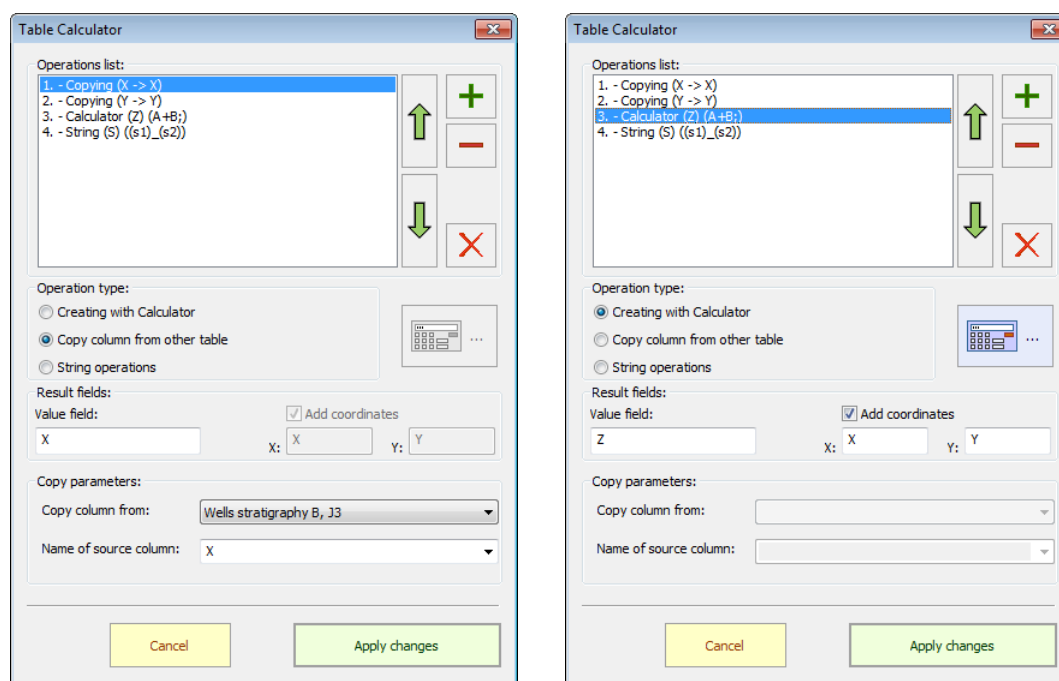 Table Calculator
Operations list:
1. - Copying (X -> X)
2. - Copying (Y -> Y)
3. - Calculator (Z) (A+B;)
4. - String (S) ((s1)_(s2))
Operation type:
Creating with Calculator
Copy column from other table
...
String operations
Result fields:
Value field:
Add coordinates
X
X: X
Y: Y
Copy parameters:
Copy column from: Wells stratigraphy B, J3
Name of source column: X
Cancel
Apply changes
Table Calculator
Operations list:
1. - Copying (X -> X)
2. - Copying (Y -> Y)
3. - Calculator (Z) (A+B;)
4. - String (S) ((s1)_(s2))
Operation type:
Creating with Calculator
Copy column from other table
...
String operations
Result fields:
Value field:
Add coordinates
Z
X: X
Y: Y
Copy parameters:
Copy column from:
Name of source column:
Cancel
Apply changes